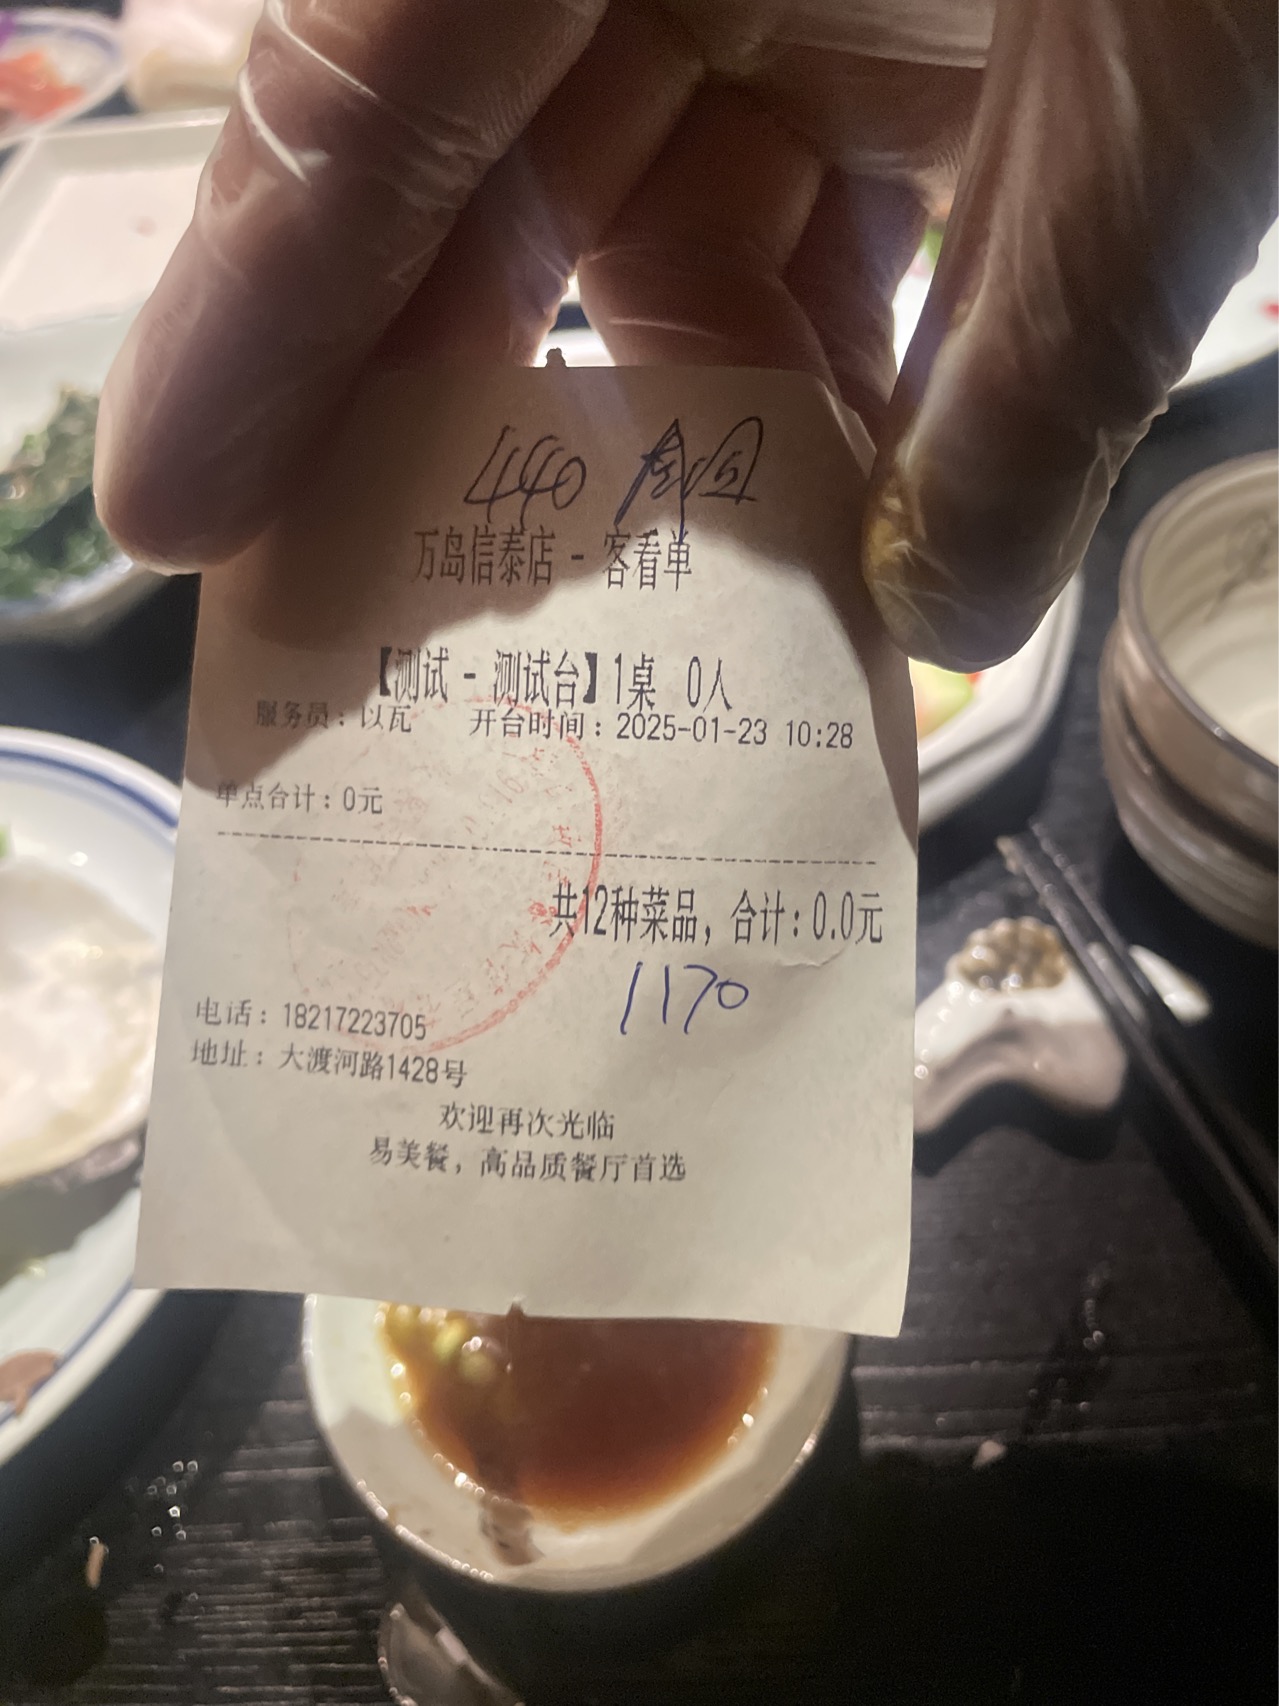 440
万岛信泰店 - 客看单
【测试 - 测试台】1桌 0人
服务员：以瓦 开台时间：2025-01-23 10:28
单点合计：0元
共12种菜品，合计：0.0元
1170
电话：18217223705
地址：大渡河路1428号
欢迎再次光临
易美餐，高品质餐厅首选